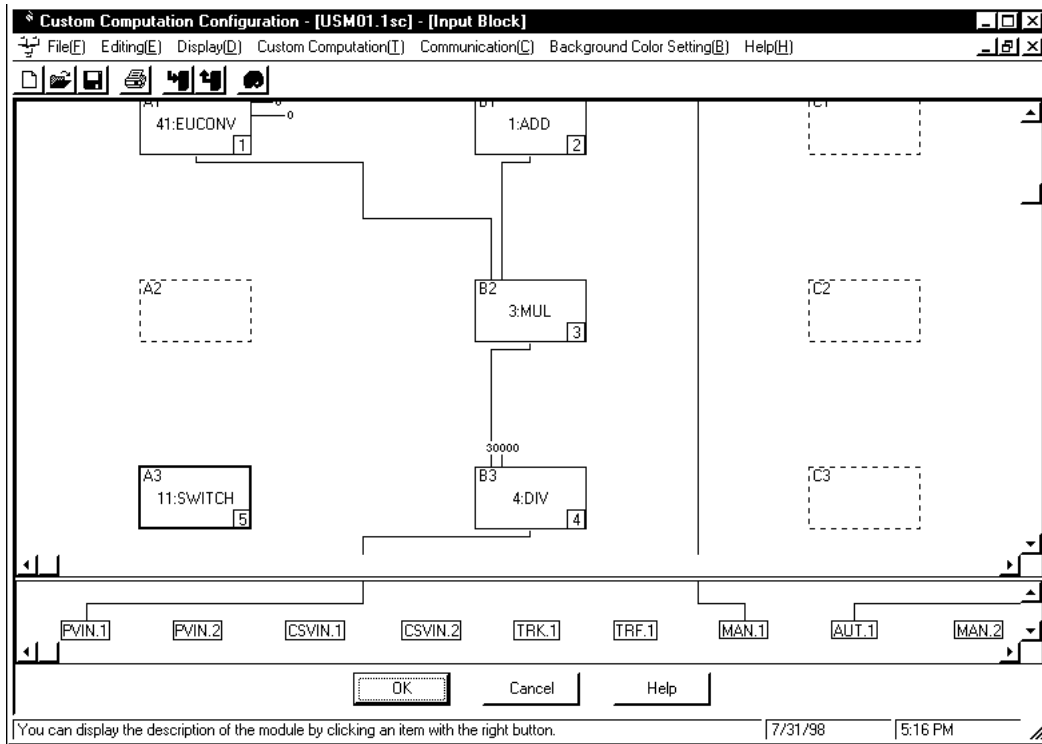 Custom Computation Configuration - [USM01.1sc] - [Input Block]
File(F) Editing(E) Display(D) Custom Computation(T) Communication(C) Background Color Setting(B) Help(H)
A1 0 B1 C1
41:EUCONV 0 1:ADD
1 2
A2 B2 C2
3:MUL
3
30000
A3 B3 C3
11:SWITCH 4:DIV
5 4
PVIN.1 PVIN.2 CSVIN.1 CSVIN.2 TRK.1 TRF.1 MAN.1 AUT.1 MAN.2
OK Cancel Help
You can display the description of the module by clicking an item with the right button. 7/31/98 5:16 PM